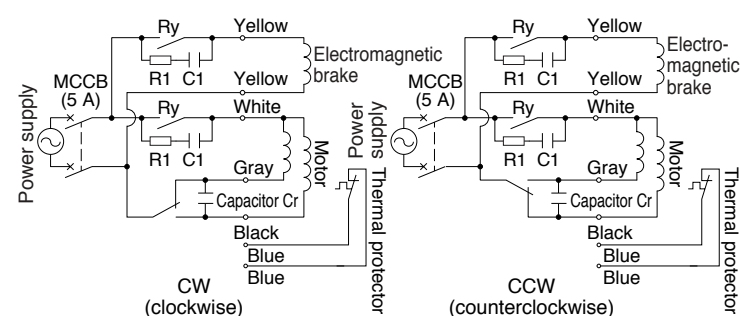 Ry
Yellow
Electromagnetic
brake
R1 C1
Yellow
MCCB
(5 A)
Ry
White
R1 C1
Power supply
Gray
Motor
Capacitor Cr
Thermal protector
Black
Blue
Blue
CW
(clockwise)
Ry
Yellow
Electro-
magnetic
brake
R1 C1
Yellow
MCCB
(5 A)
Ry
White
R1 C1
Power
supply
Gray
Motor
Capacitor Cr
Thermal protector
Black
Blue
Blue
CCW
(counterclockwise)